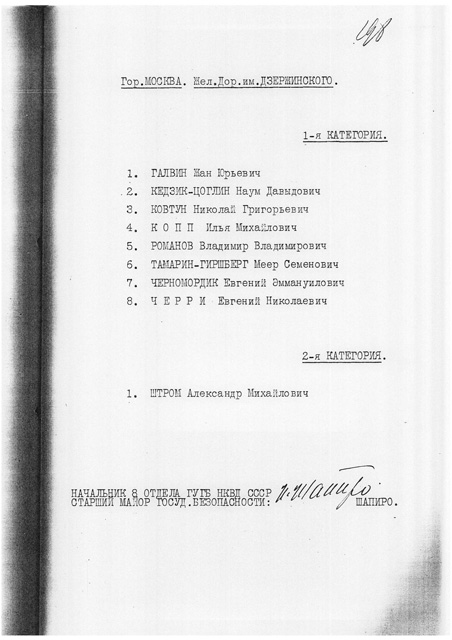 198
Гор.МОСКВА. Жел.Дор.им.ДЗЕРЖИНСКОГО.
1-я КАТЕГОРИЯ.
1. ГАЛВИН Жан Юрьевич
2. КЕДЗИК-ЦОГЛИН Наум Давыдович
3. КОВТУН Николай Григорьевич
4. К О П П Илья Михайлович
5. РОМАНОВ Владимир Владимирович
6. ТАМАРИН-ГИРШБЕРГ Меер Семенович
7. ЧЕРНОМОРДИК Евгений Эммануилович
8. Ч Е Р Р И Евгений Николаевич
2-я КАТЕГОРИЯ.
1. ШТРОМ Александр Михайлович
НАЧАЛЬНИК 8 ОТДЕЛА ГУГБ НКВД СССР
СТАРШИЙ МАЙОР ГОСУД.БЕЗОПАСНОСТИ: И.Шапиро ШАПИРО.